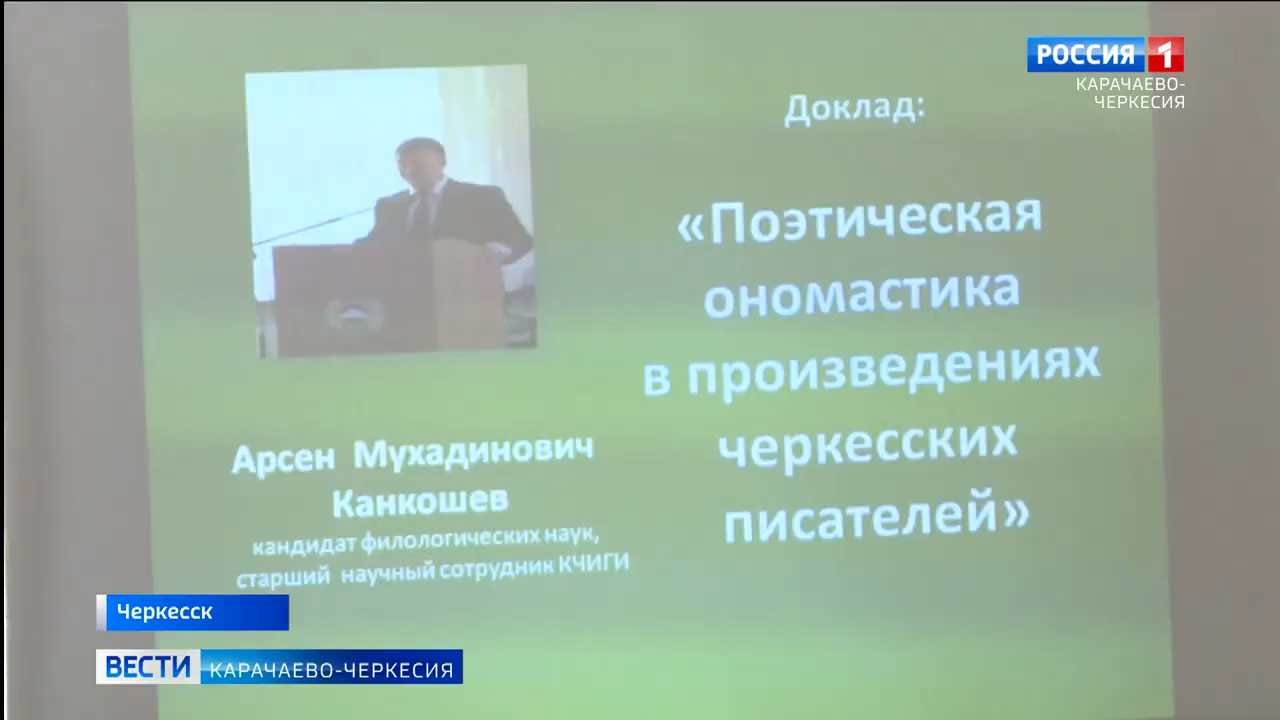 РОССИЯ 1
КАРАЧАЕВО-
ЧЕРКЕСИЯ
Доклад:
«Поэтическая
ономастика
в произведениях
черкесских
писателей»
Арсен Мухадинович
Канкошев
кандидат филологических наук,
старший научный сотрудник КЧИГИ
Черкесск
ВЕСТИ КАРАЧАЕВО-ЧЕРКЕСИЯ